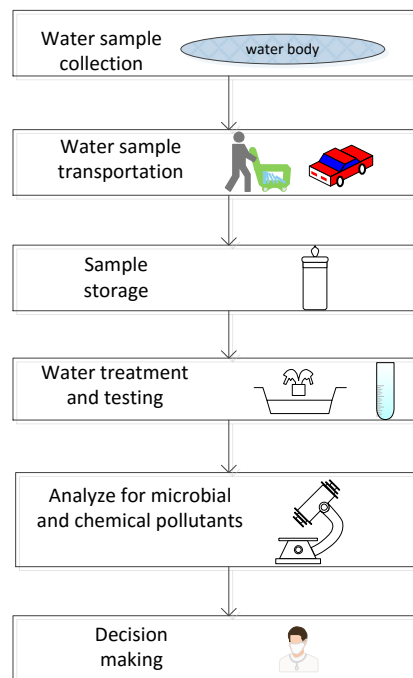 Water sample
collection
water body
Water sample
transportation
Sample
storage
Water treatment
and testing
Analyze for microbial
and chemical pollutants
Decision
making